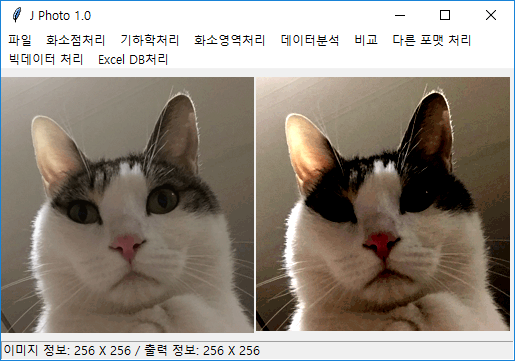 J Photo 1.0
파일 화소점처리 기하학처리 화소영역처리 데이터분석 비교 다른 포맷 처리
빅데이터 처리 Excel DB처리
이미지 정보: 256 X 256 / 출력 정보: 256 X 256